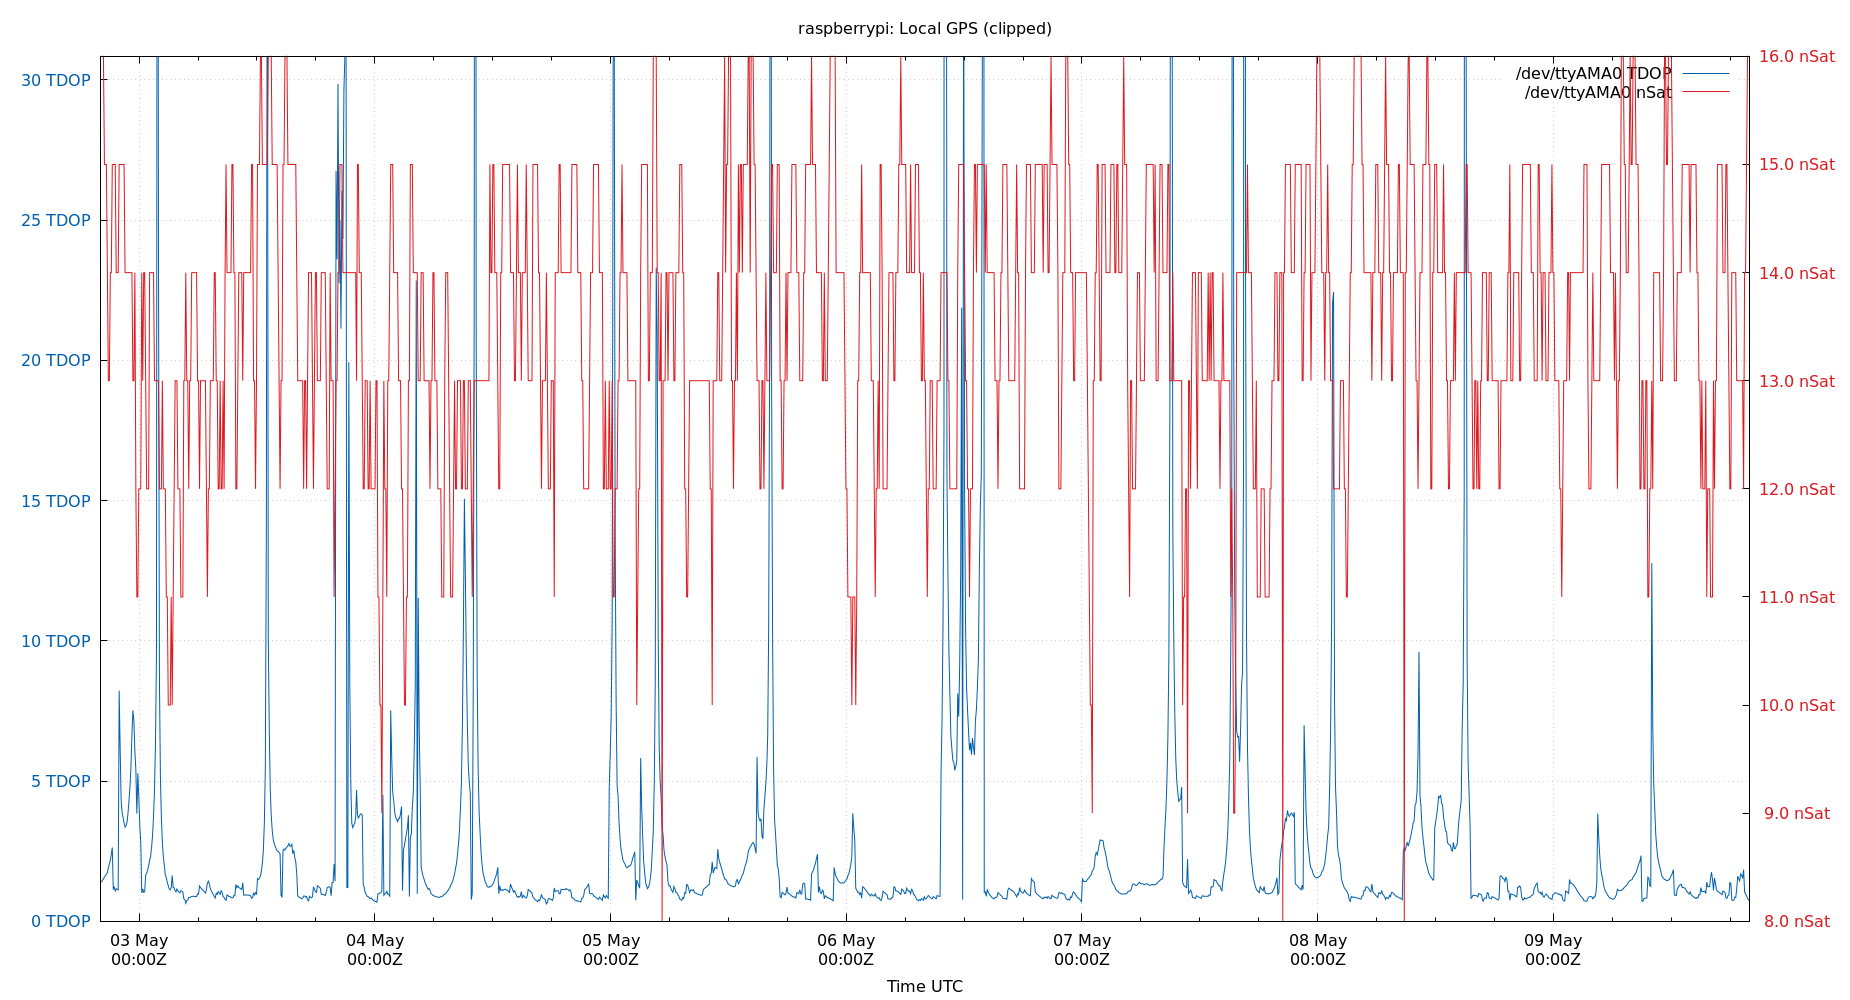 raspberrypi: Local GPS (clipped)
30 TDOP
25 TDOP
20 TDOP
15 TDOP
10 TDOP
5 TDOP
0 TDOP
/dev/ttyAMA0 TDOP
/dev/ttyAMA0 nSat
16.0 nSat
15.0 nSat
14.0 nSat
13.0 nSat
12.0 nSat
11.0 nSat
10.0 nSat
9.0 nSat
8.0 nSat
03 May
00:00Z
04 May
00:00Z
05 May
00:00Z
06 May
00:00Z
07 May
00:00Z
08 May
00:00Z
09 May
00:00Z
Time UTC